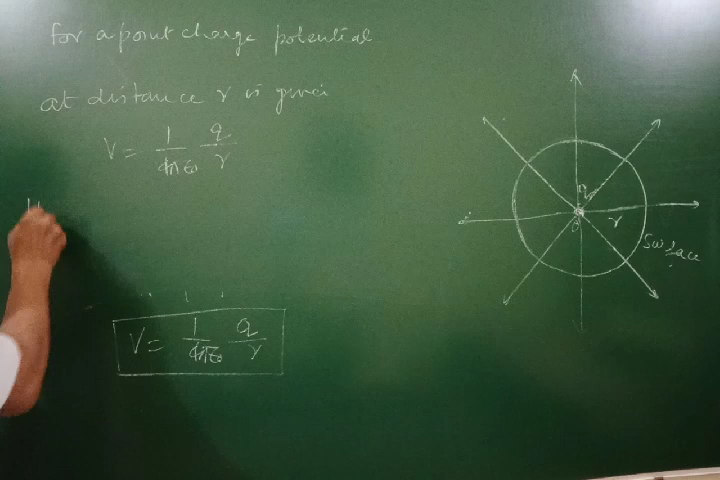 for a point charge potential
at distance r is given
V = 1/4πε₀ q/r
q
r
Surface
V = 1/4πε₀ q/r